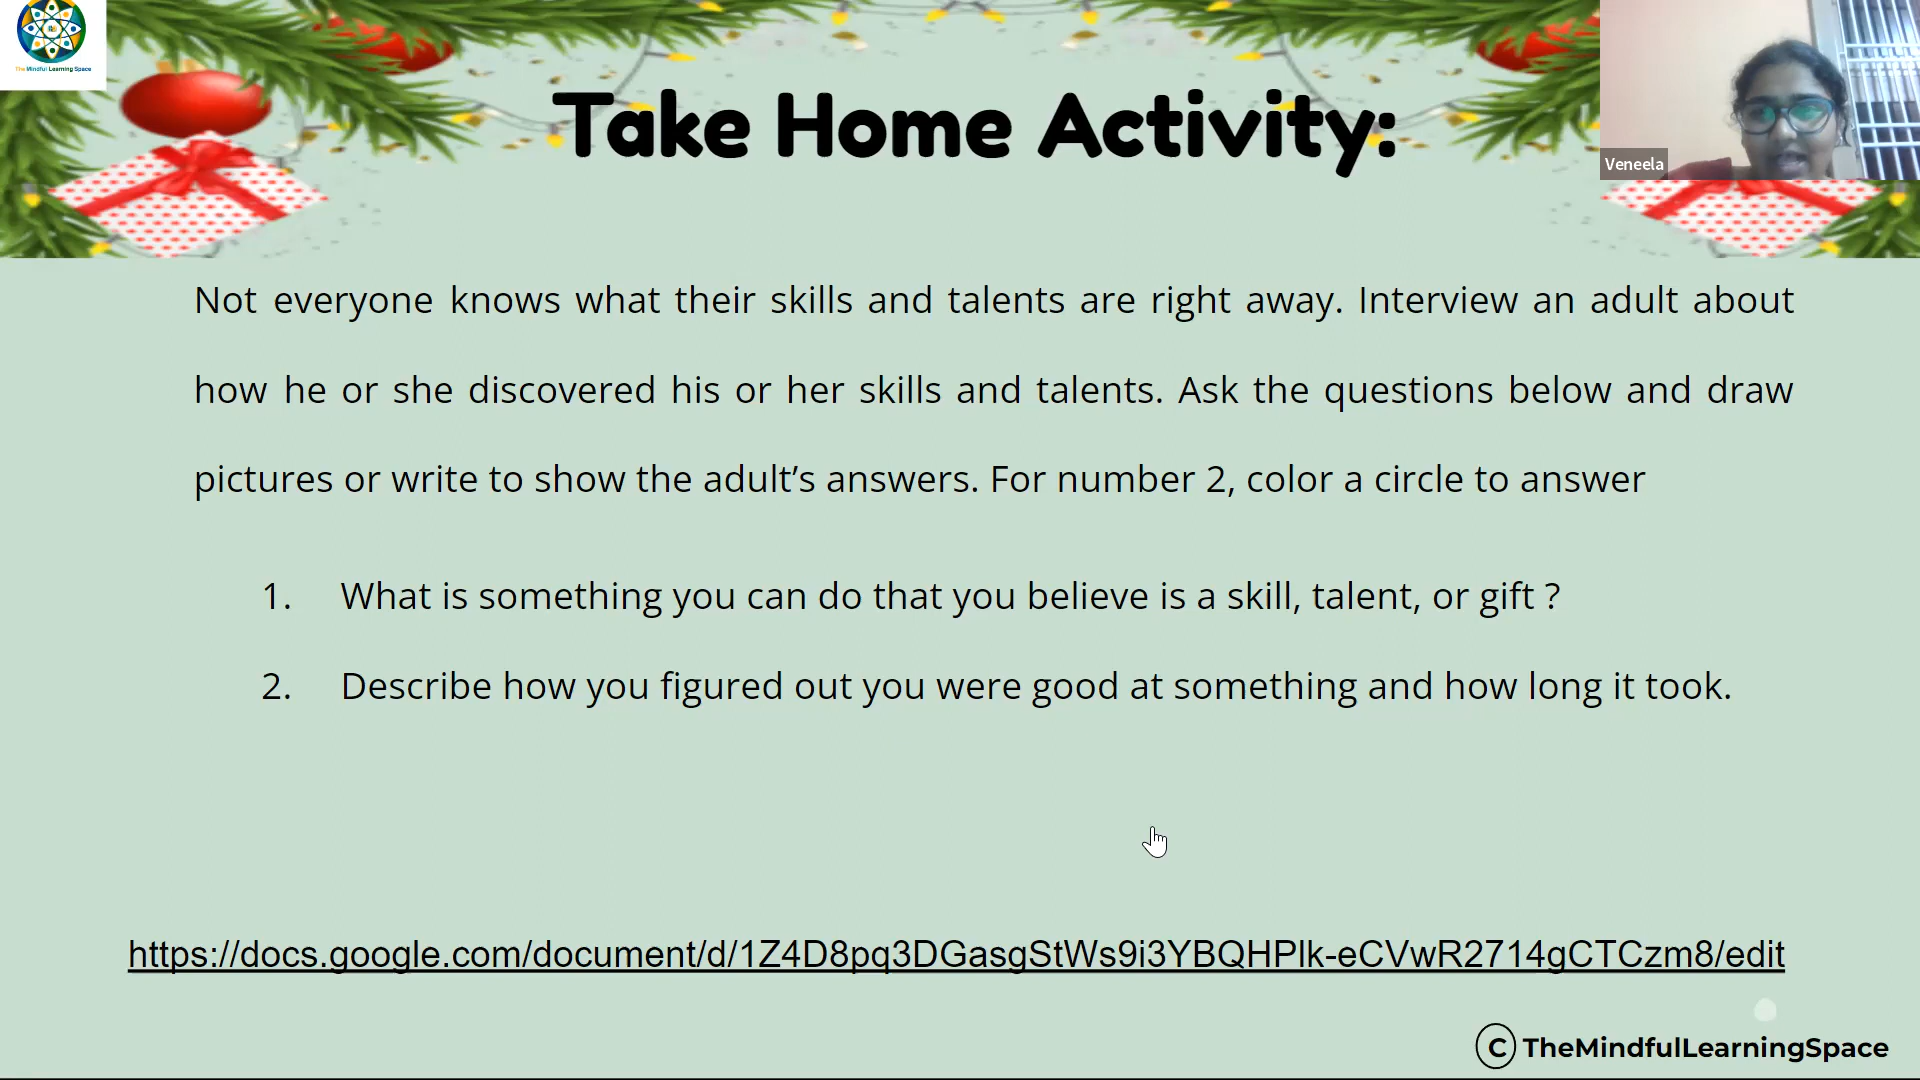 The Mindful Learning Space
Take Home Activity:
Veneela
Not everyone knows what their skills and talents are right away. Interview an adult about
how he or she discovered his or her skills and talents. Ask the questions below and draw
pictures or write to show the adult’s answers. For number 2, color a circle to answer
1. What is something you can do that you believe is a skill, talent, or gift ?
2. Describe how you figured out you were good at something and how long it took.
https://docs.google.com/document/d/1Z4D8pq3DGasgStWs9i3YBQHPlk-eCVwR2714gCTCzm8/edit
© TheMindfulLearningSpace